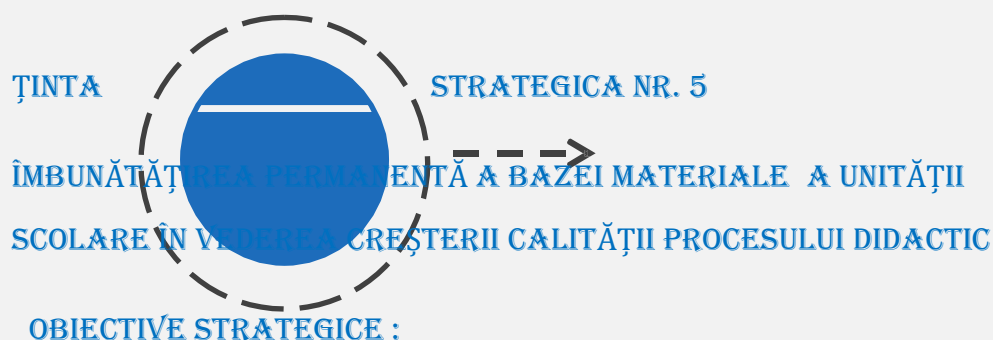 ȚINTA STRATEGICA NR. 5
ÎMBUNĂTĂȚIREA PERMANENTĂ A BAZEI MATERIALE A UNITĂȚII
SCOLARE ÎN VEDEREA CREȘTERII CALITĂȚII PROCESULUI DIDACTIC
OBIECTIVE STRATEGICE :